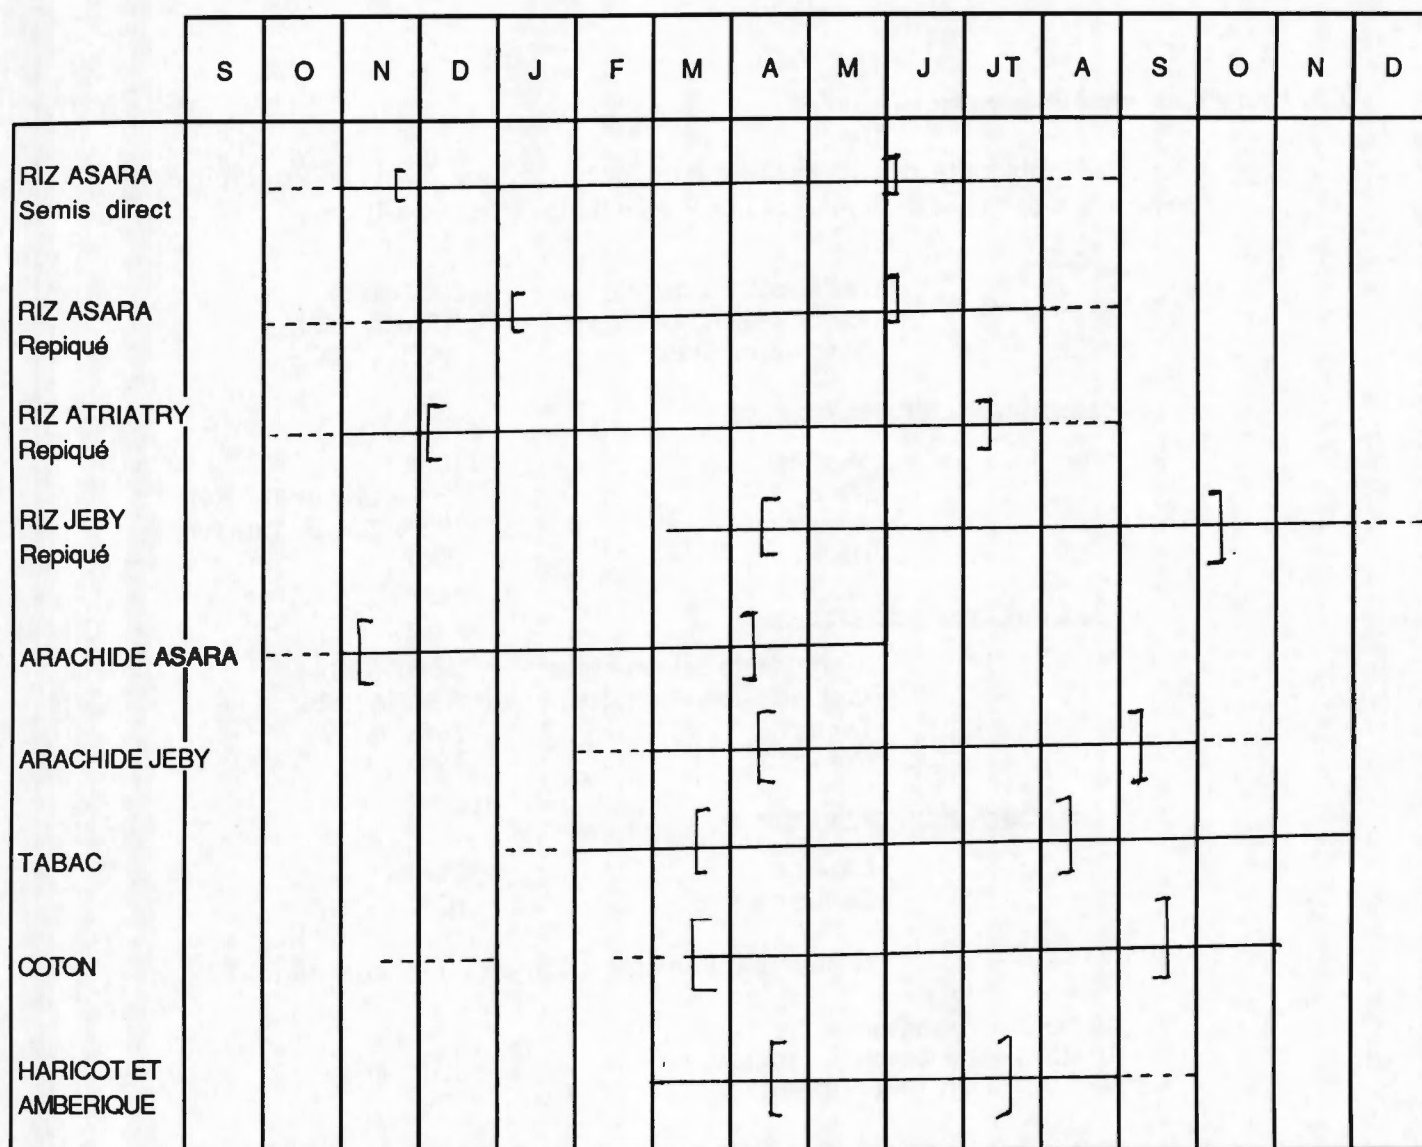 S O N D J F M A M J JT A S O N D
RIZ ASARA
Semis direct
RIZ ASARA
Repiqué
RIZ ATRIATRY
Repiqué
RIZ JEBY
Repiqué
ARACHIDE ASARA
ARACHIDE JEBY
TABAC
COTON
HARICOT ET
AMBERIQUE